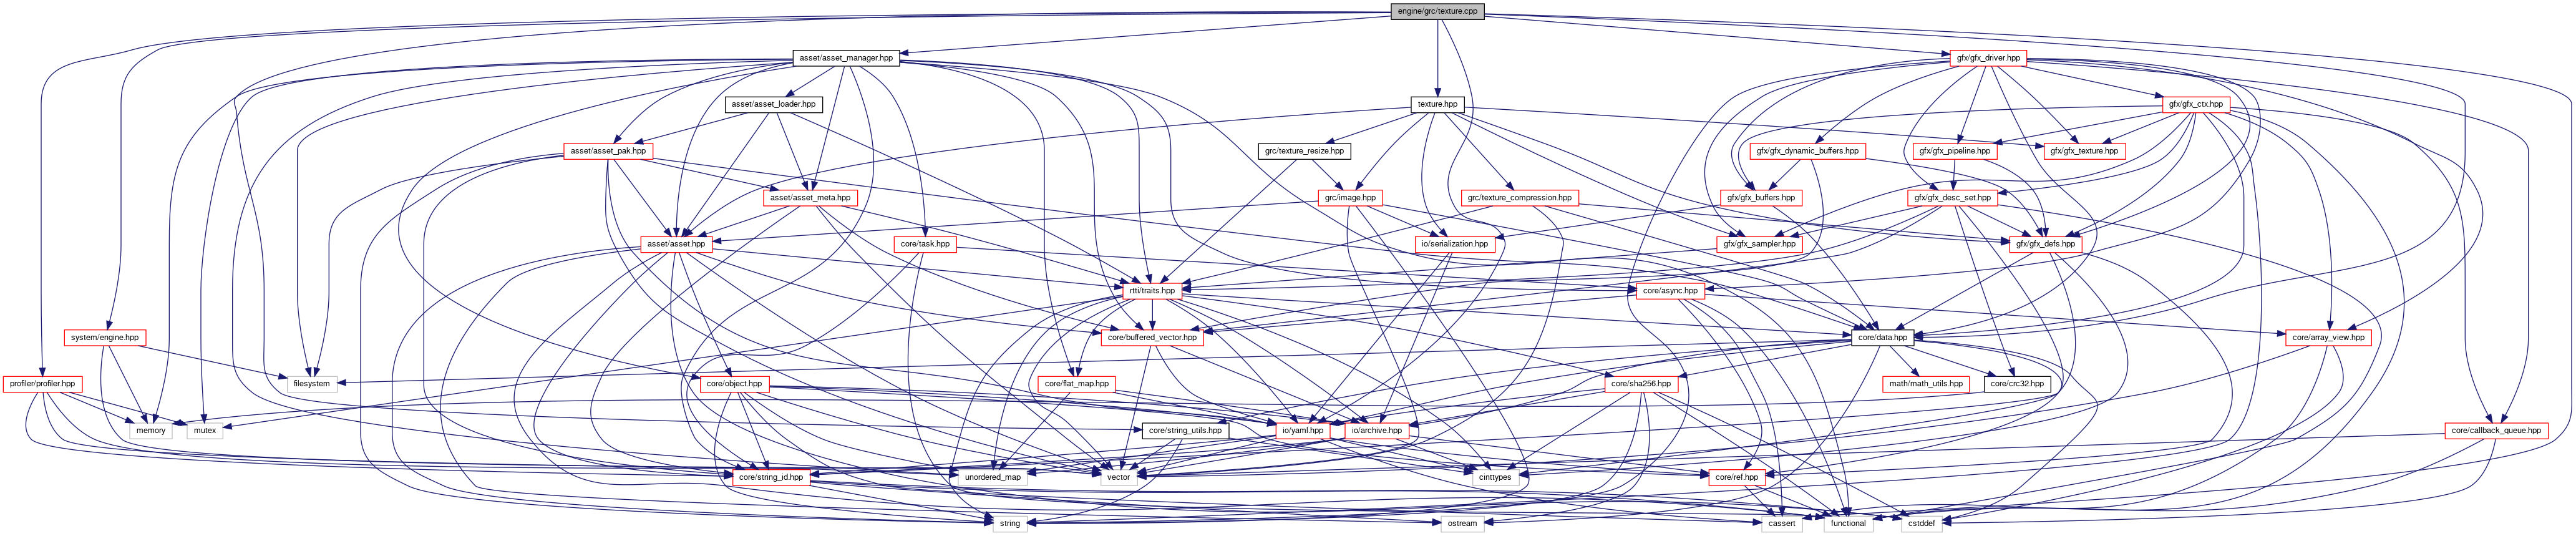 engine/grc/texture.cpp
asset/asset_manager.hpp
gfx/gfx_driver.hpp
asset/asset_loader.hpp
texture.hpp
gfx/gfx_ctx.hpp
asset/asset_pak.hpp
grc/texture_resize.hpp
gfx/gfx_dynamic_buffers.hpp
gfx/gfx_pipeline.hpp
gfx/gfx_texture.hpp
asset/asset_meta.hpp
grc/image.hpp
grc/texture_compression.hpp
gfx/gfx_buffers.hpp
gfx/gfx_desc_set.hpp
asset/asset.hpp
core/task.hpp
io/serialization.hpp
gfx/gfx_sampler.hpp
gfx/gfx_defs.hpp
rtti/traits.hpp
core/async.hpp
system/engine.hpp
core/buffered_vector.hpp
core/data.hpp
core/array_view.hpp
profiler/profiler.hpp
filesystem
core/object.hpp
core/flat_map.hpp
core/sha256.hpp
math/math_utils.hpp
core/crc32.hpp
memory
mutex
core/string_utils.hpp
io/yaml.hpp
io/archive.hpp
core/callback_queue.hpp
core/string_id.hpp
unordered_map
vector
cinttypes
core/ref.hpp
string
ostream
cassert
functional
cstddef